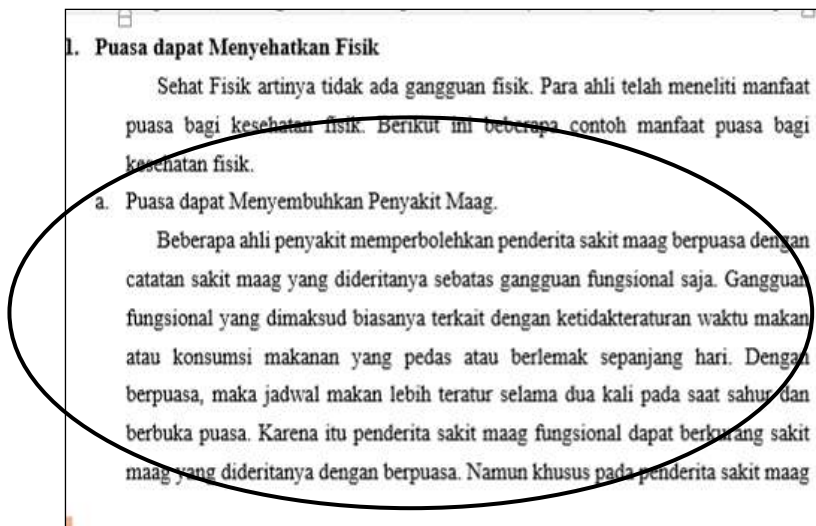 1. Puasa dapat Menyehatkan Fisik
Sehat Fisik artinya tidak ada gangguan fisik. Para ahli telah meneliti manfaat
puasa bagi kesehatan fisik. Berikut ini beberapa contoh manfaat puasa bagi
kesehatan fisik.
a. Puasa dapat Menyembuhkan Penyakit Maag.
Beberapa ahli penyakit memperbolehkan penderita sakit maag berpuasa dengan
catatan sakit maag yang dideritanya sebatas gangguan fungsional saja. Gangguan
fungsional yang dimaksud biasanya terkait dengan ketidakteraturan waktu makan
atau konsumsi makanan yang pedas atau berlemak sepanjang hari. Dengan
berpuasa, maka jadwal makan lebih teratur selama dua kali pada saat sahur dan
berbuka puasa. Karena itu penderita sakit maag fungsional dapat berkurang sakit
maag yang dideritanya dengan berpuasa. Namun khusus pada penderita sakit maag